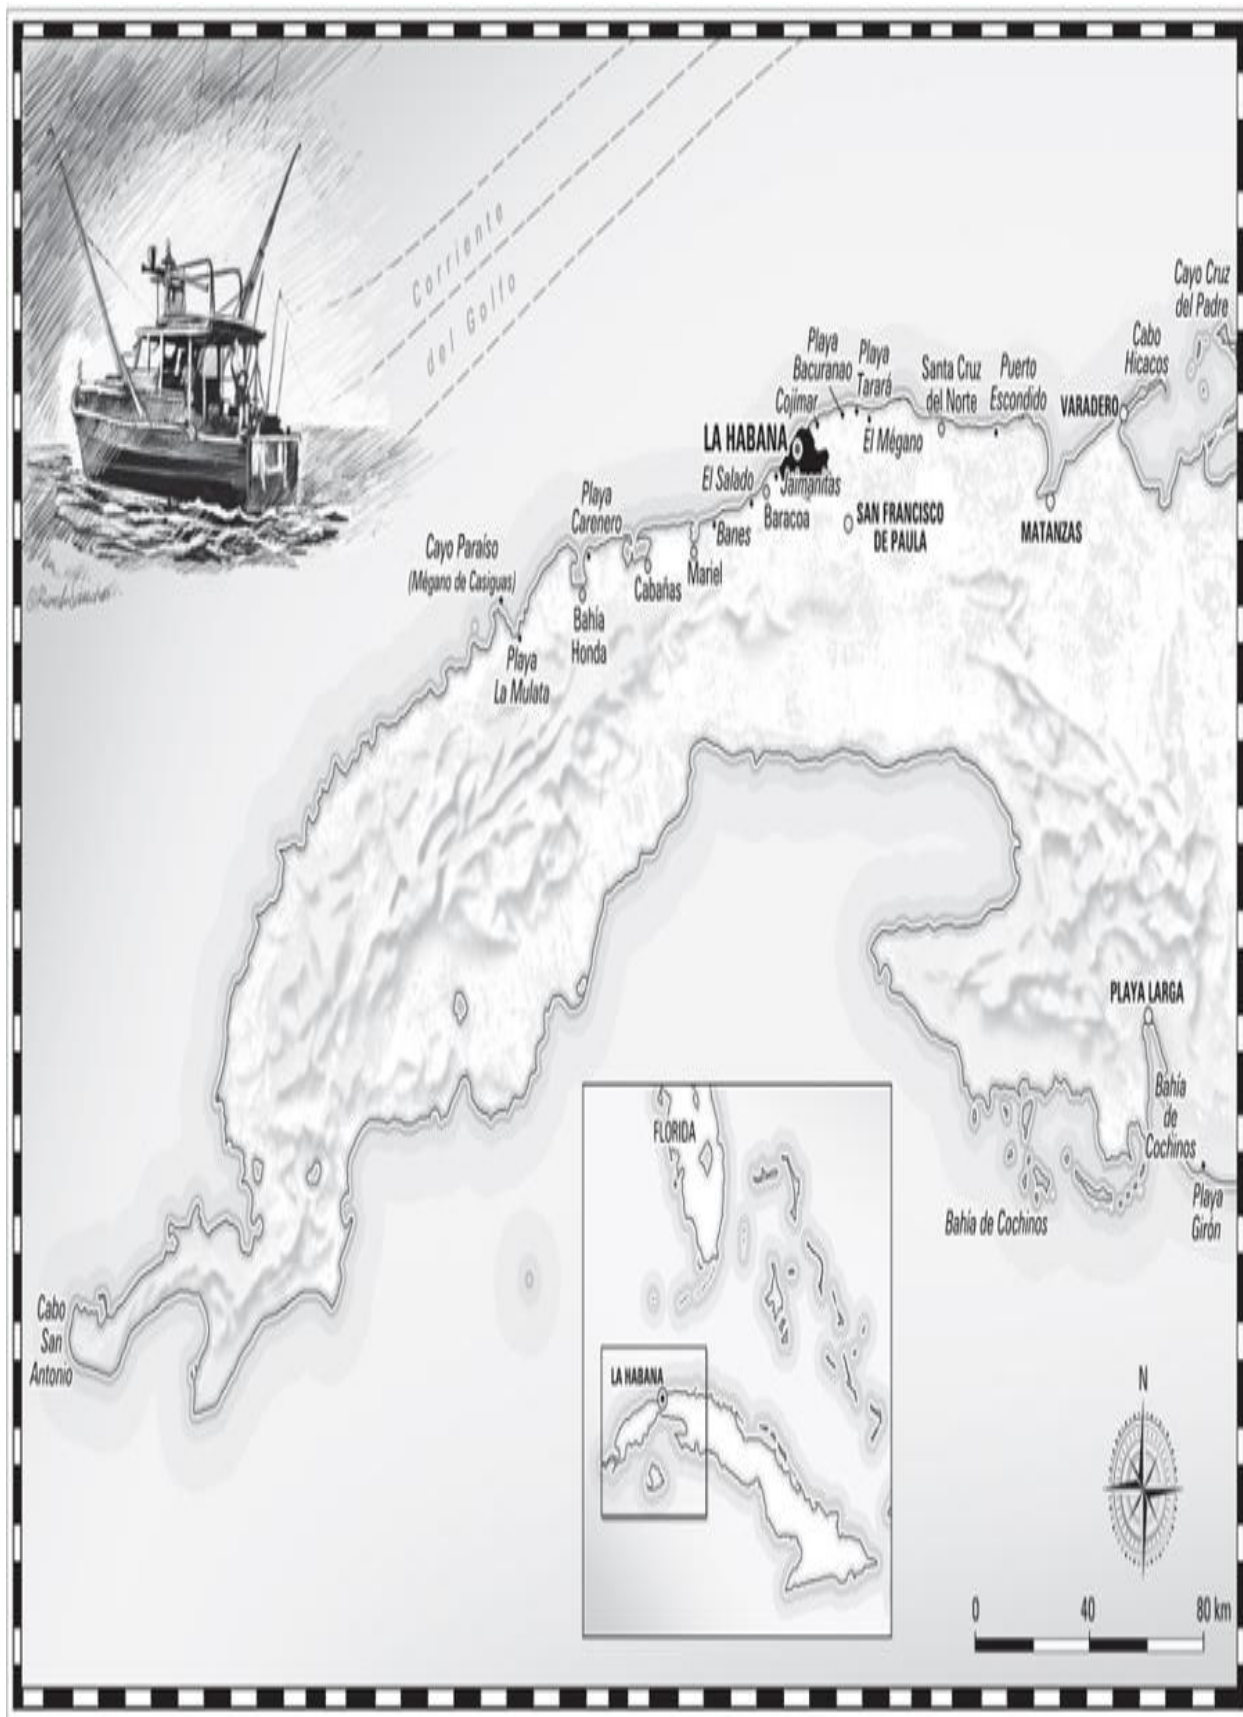 Corriente
del Golfo
Cayo Cruz
del Padre
Cabo
Hicacos
Playa
Bacuranao
Playa
Tarará
Santa Cruz
del Norte
Puerto
Escondido
VARADERO
Cojímar
LA HABANA
El Mégano
El Salado
Jaimanitas
Playa
Carenero
Baracoa
SAN FRANCISCO
DE PAULA
MATANZAS
Banes
Cayo Paraíso
(Mégano de Casiguas)
Mariel
Cabañas
Bahía
Honda
Playa
La Mulata
PLAYA LARGA
Bahía
de
Cochinos
Playa
Girón
Bahía de Cochinos
FLORIDA
LA HABANA
Cabo
San
Antonio
N
0 40 80 km